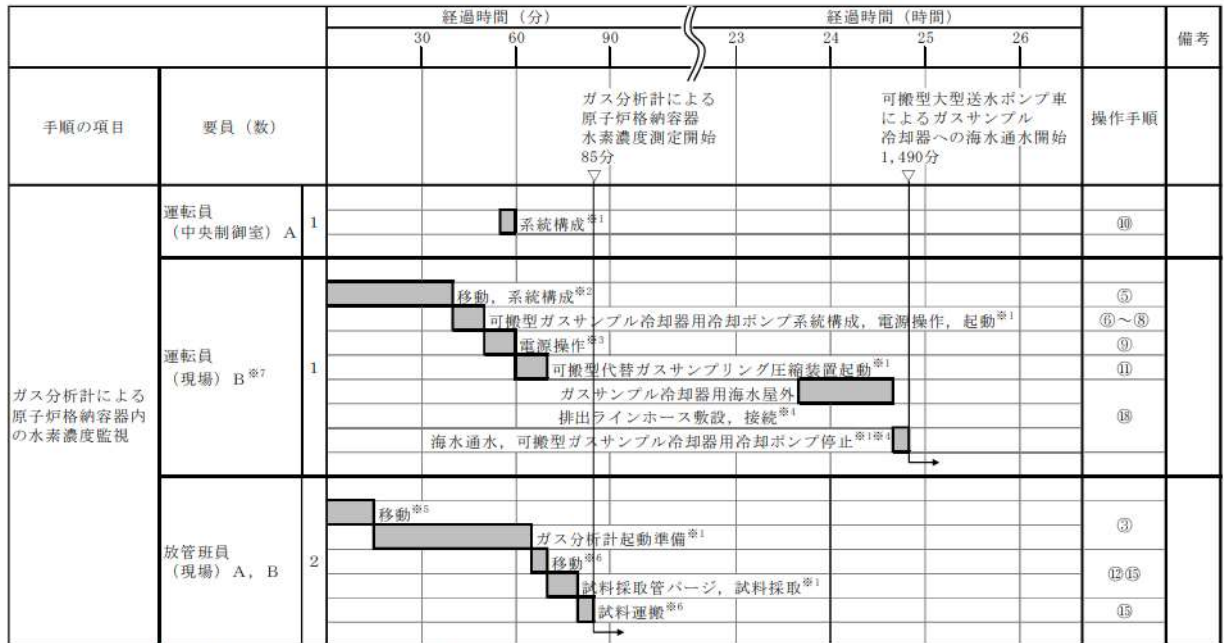 経過時間（分）
経過時間（時間）
備考
30
60
90
23
24
25
26
手順の項目
要員（数）
ガス分析計による
原子炉格納容器
水素濃度測定開始
85分
▽
可搬型大型送水ポンプ車
によるガスサンプル
冷却器への海水通水開始
1,490分
▽
操作手順
ガス分析計による
原子炉格納容器内
の水素濃度監視
運転員
（中央制御室）A
1
系統構成※1
⑩
運転員
（現場）B※7
1
移動，系統構成※2
⑤
可搬型ガスサンプル冷却器用冷却ポンプ系統構成，電源操作，起動※1
⑥～⑧
電源操作※3
⑨
可搬型代替ガスサンプリング圧縮装置起動※1
⑪
ガスサンプル冷却器用海水屋外
排出ラインホース敷設，接続※4
⑱
海水通水，可搬型ガスサンプル冷却器用冷却ポンプ停止※1※4
放管班員
（現場）A，B
2
移動※5
③
ガス分析計起動準備※1
移動※6
⑫⑮
試料採取管パージ，試料採取※1
試料運搬※6
⑮